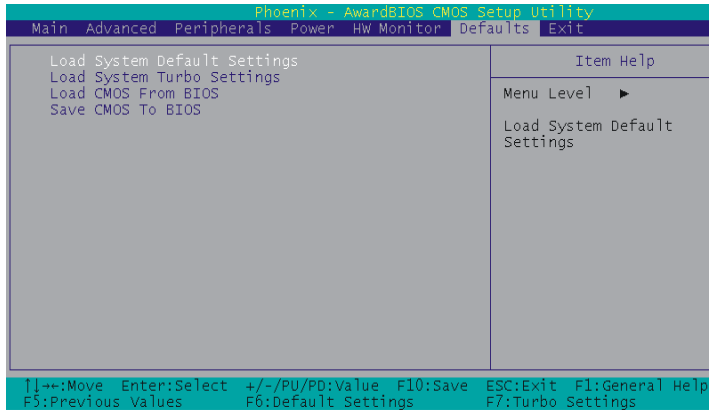 Phoenix - AwardBIOS CMOS Setup Utility
Main Advanced Peripherals Power HW Monitor Defaults Exit
Load System Default Settings
Load System Turbo Settings
Load CMOS From BIOS
Save CMOS To BIOS
Item Help
Menu Level ►
Load System Default
Settings
↑↓→←:Move Enter:Select +/-/PU/PD:Value F10:Save ESC:Exit F1:General Help
F5:Previous Values F6:Default Settings F7:Turbo Settings